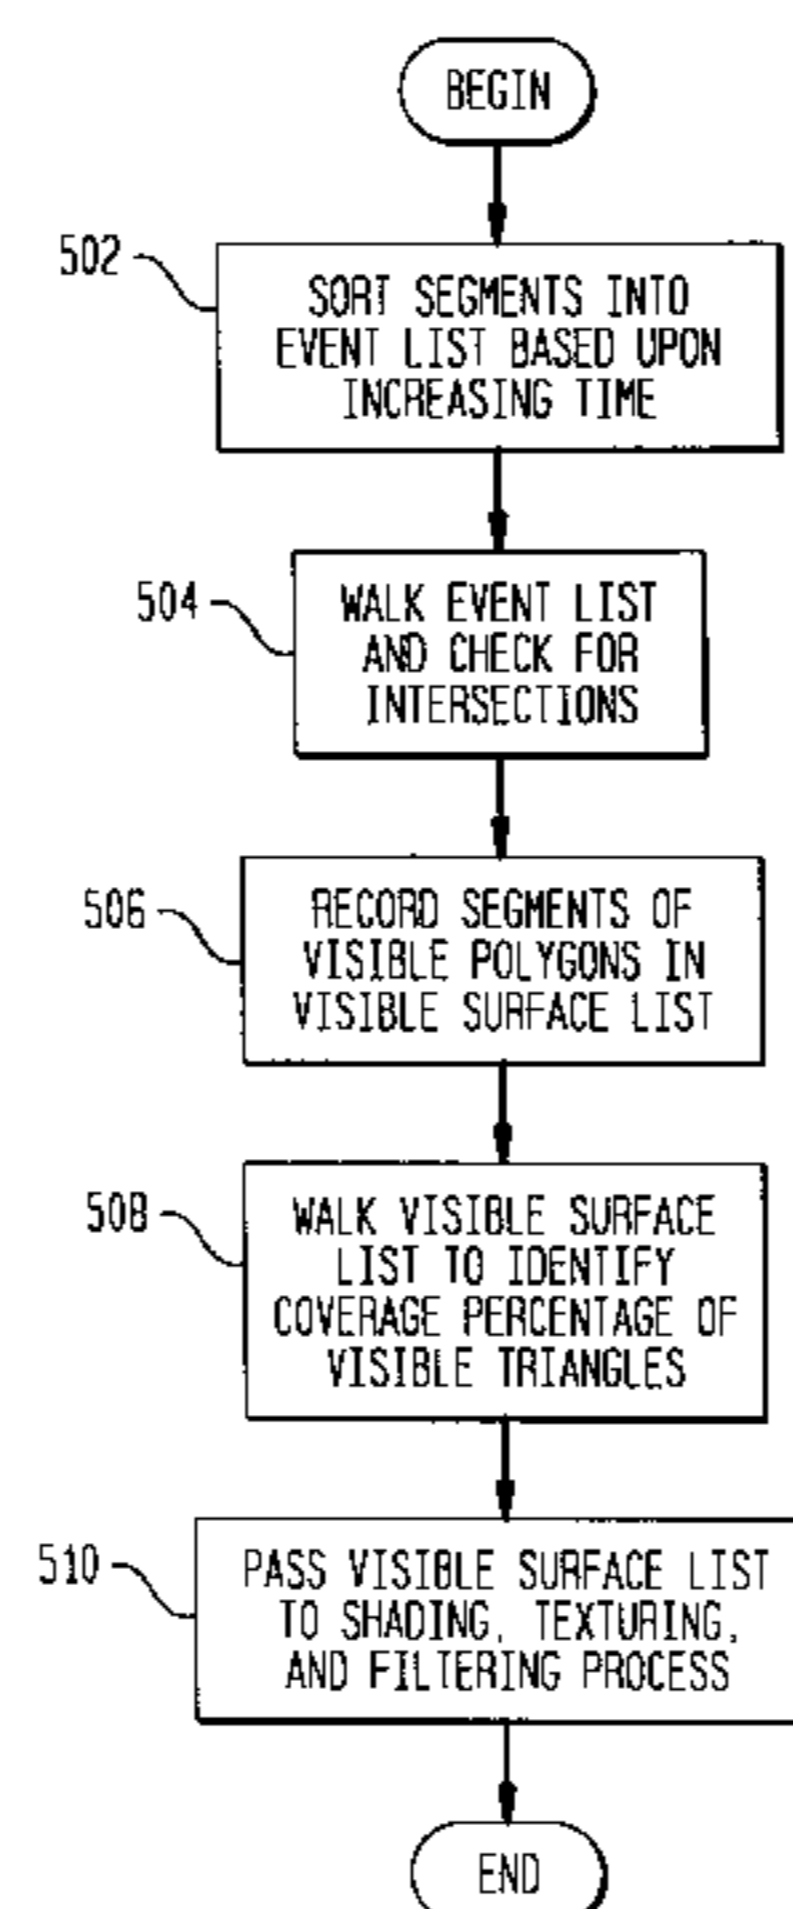 BEGIN
502
SORT SEGMENTS INTO
EVENT LIST BASED UPON
INCREASING TIME
504
WALK EVENT LIST
AND CHECK FOR
INTERSECTIONS
506
RECORD SEGMENTS OF
VISIBLE POLYGONS IN
VISIBLE SURFACE LIST
508
WALK VISIBLE SURFACE
LIST TO IDENTIFY
COVERAGE PERCENTAGE OF
VISIBLE TRIANGLES
510
PASS VISIBLE SURFACE LIST
TO SHADING, TEXTURING,
AND FILTERING PROCESS
END